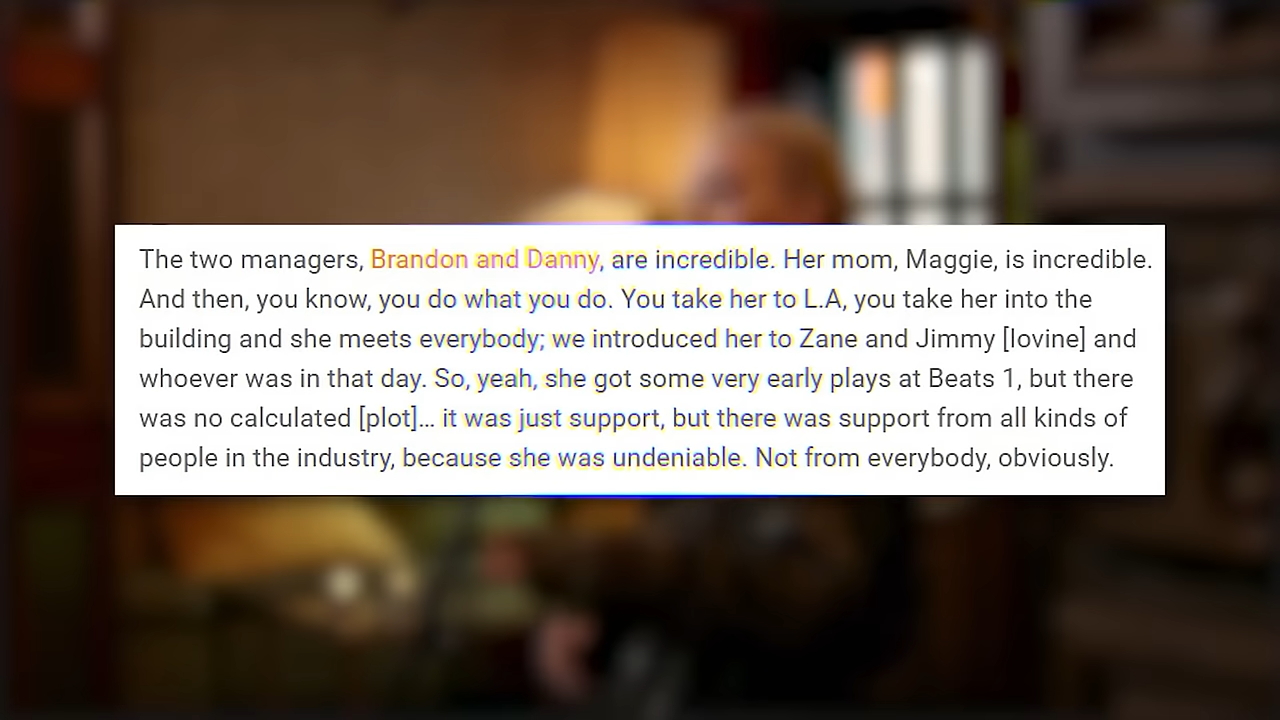 The two managers, Brandon and Danny, are incredible. Her mom, Maggie, is incredible.
And then, you know, you do what you do. You take her to L.A, you take her into the
building and she meets everybody; we introduced her to Zane and Jimmy [Iovine] and
whoever was in that day. So, yeah, she got some very early plays at Beats 1, but there
was no calculated [plot]… it was just support, but there was support from all kinds of
people in the industry, because she was undeniable. Not from everybody, obviously.